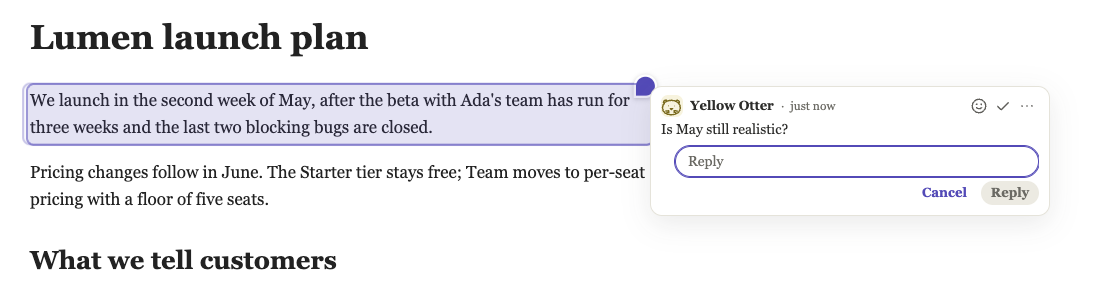 Lumen launch plan
We launch in the second week of May, after the beta with Ada's team has run for
three weeks and the last two blocking bugs are closed.
Yellow Otter · just now
Is May still realistic?
Reply
Cancel Reply
Pricing changes follow in June. The Starter tier stays free; Team moves to per-seat
pricing with a floor of five seats.
What we tell customers